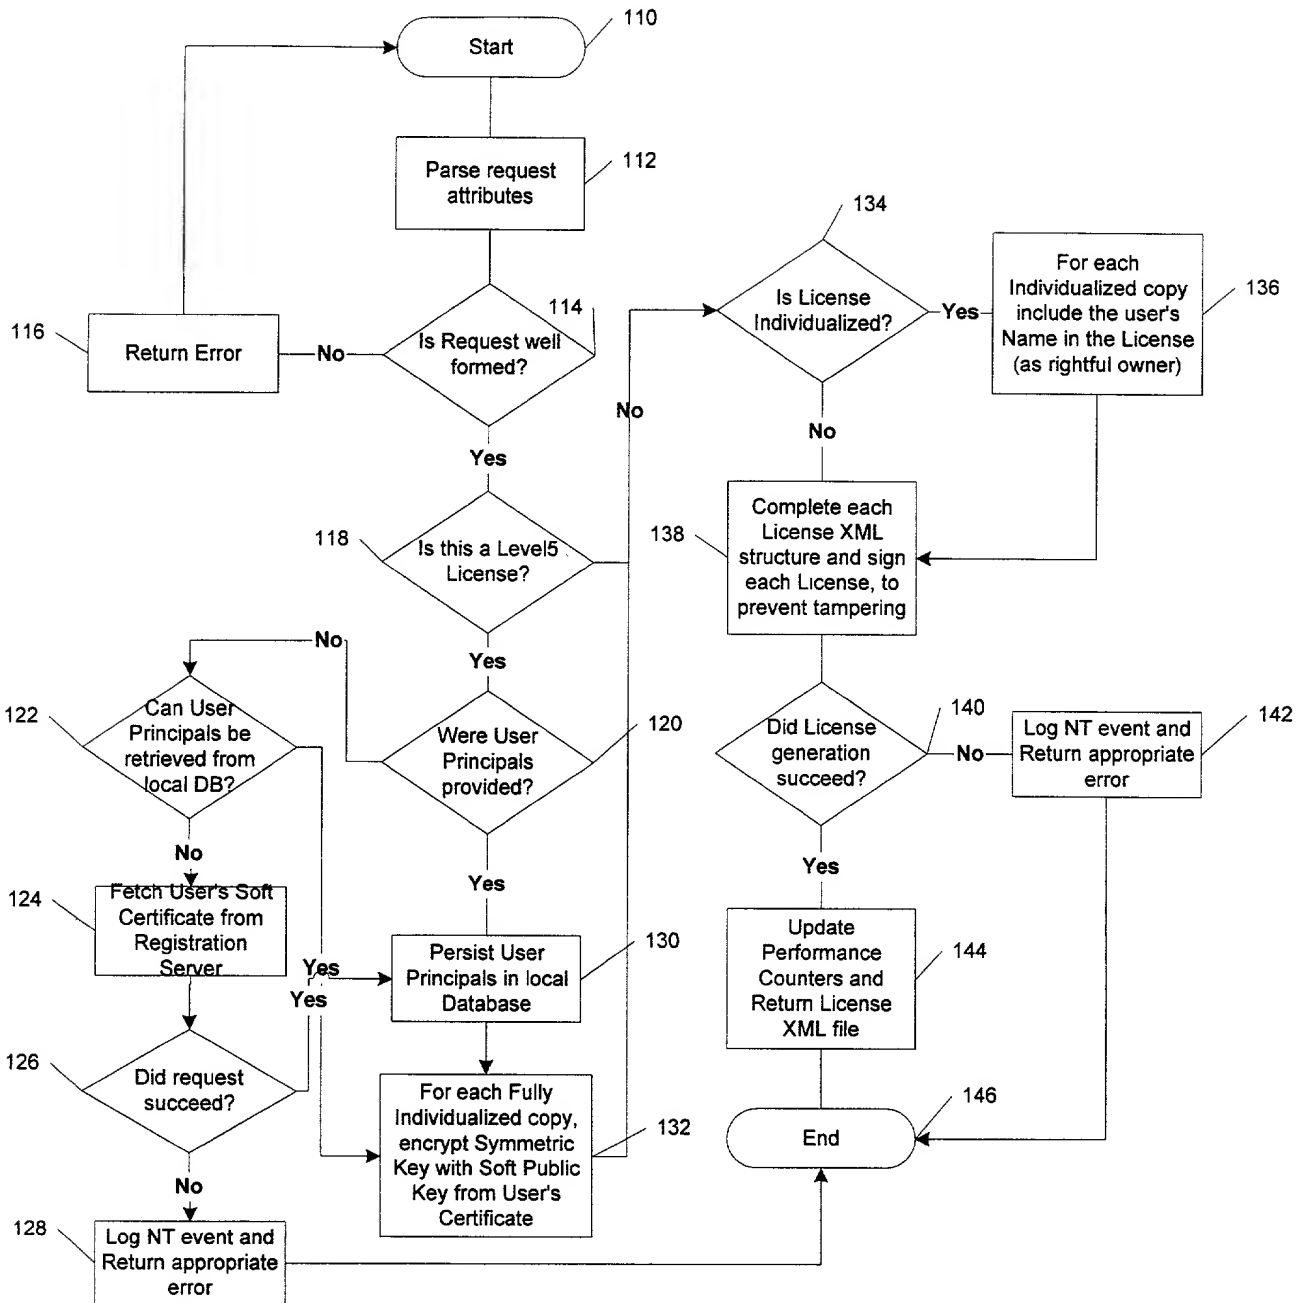 110
Start
112
Parse request
attributes
114
Is Request well
formed?
No
116
Return Error
Yes
118
Is this a Level5
License?
No
Yes
120
Were User
Principals
provided?
No
122
Can User
Principals be
retrieved from
local DB?
No
124
Fetch User's Soft
Certificate from
Registration
Server
Yes
Yes
126
Did request
succeed?
No
128
Log NT event and
Return appropriate
error
Yes
130
Persist User
Principals in local
Database
132
For each Fully
Individualized copy,
encrypt Symmetric
Key with Soft Public
Key from User's
Certificate
134
Is License
Individualized?
Yes
136
For each
Individualized copy
include the user's
Name in the License
(as rightful owner)
No
138
Complete each
License XML
structure and sign
each License, to
prevent tampering
140
Did License
generation
succeed?
No
142
Log NT event and
Return appropriate
error
Yes
144
Update
Performance
Counters and
Return License
XML file
146
End